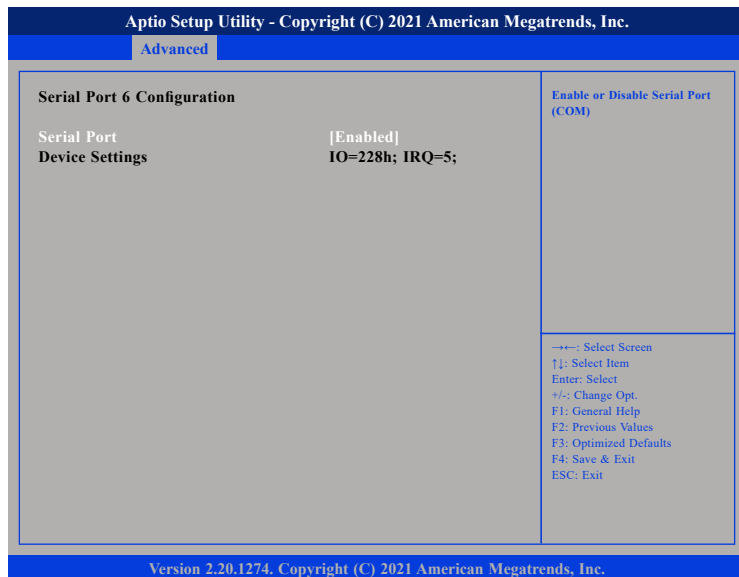 Aptio Setup Utility - Copyright (C) 2021 American Megatrends, Inc.
Advanced
Serial Port 6 Configuration
Serial Port [Enabled]
Device Settings IO=228h; IRQ=5;
Enable or Disable Serial Port
(COM)
→←: Select Screen
↑↓: Select Item
Enter: Select
+/-: Change Opt.
F1: General Help
F2: Previous Values
F3: Optimized Defaults
F4: Save & Exit
ESC: Exit
Version 2.20.1274. Copyright (C) 2021 American Megatrends, Inc.